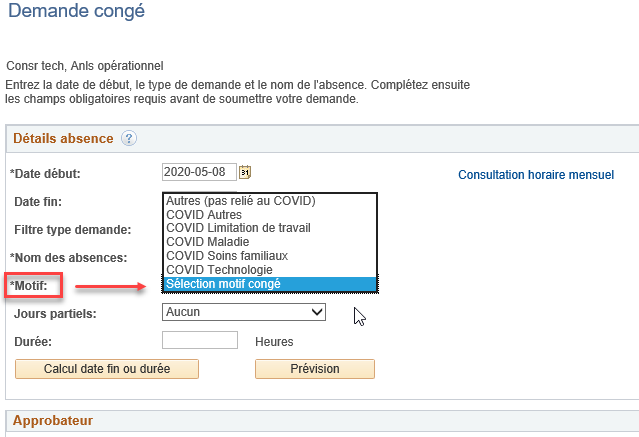 Demande congé
Consr tech, Anls opérationnel
Entrez la date de début, le type de demande et le nom de l'absence. Complétez ensuite
les champs obligatoires requis avant de soumettre votre demande.
Détails absence ?
*Date début: 2020-05-08 31 Consultation horaire mensuel
Date fin:
Autres (pas relié au COVID)
COVID Autres
Filtre type demande:
COVID Limitation de travail
COVID Maladie
*Nom des absences:
COVID Soins familiaux
COVID Technologie
*Motif: Sélection motif congé
Jours partiels: Aucun
Durée: Heures
Calcul date fin ou durée Prévision
Approbateur